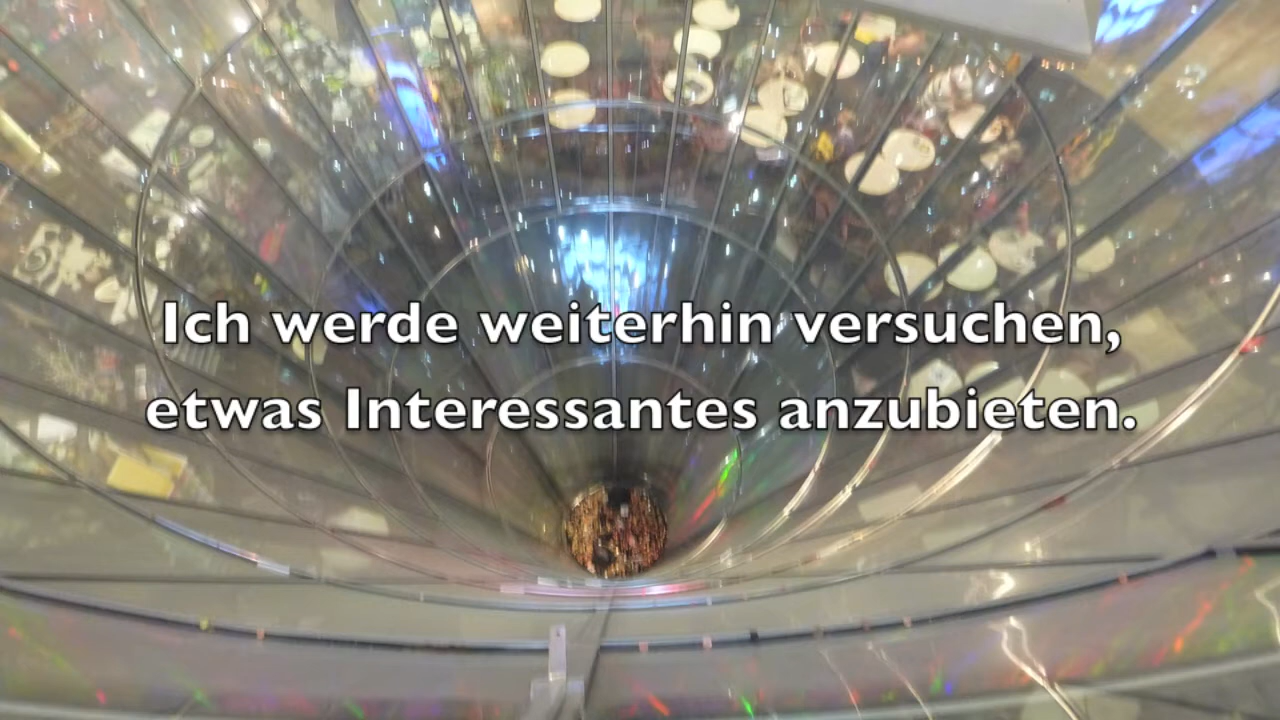 Ich werde weiterhin versuchen,
etwas Interessantes anzubieten.